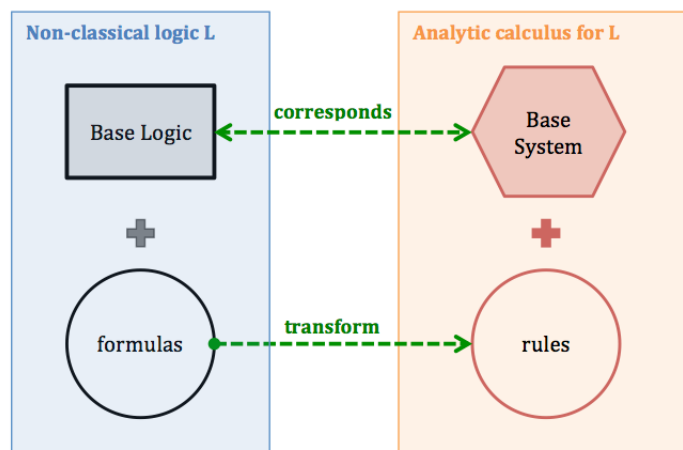 Non-classical logic L
Analytic calculus for L
corresponds
Base Logic
Base
System
transform
formulas
rules